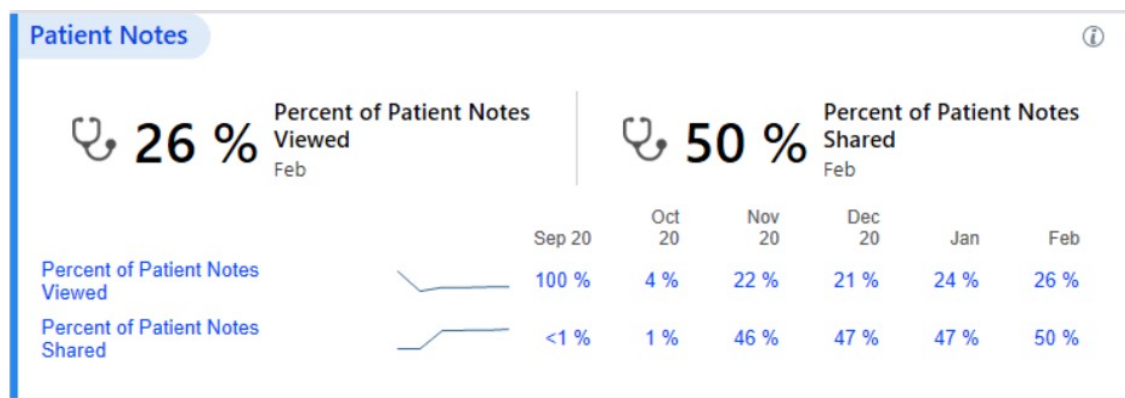 Patient Notes
26 %
Percent of Patient Notes
Viewed
Feb
50 %
Percent of Patient Notes
Shared
Feb
Sep 20 Oct 20 Nov 20 Dec 20 Jan Feb
Percent of Patient Notes
Viewed
100 % 4 % 22 % 21 % 24 % 26 %
Percent of Patient Notes
Shared
<1 % 1 % 46 % 47 % 47 % 50 %